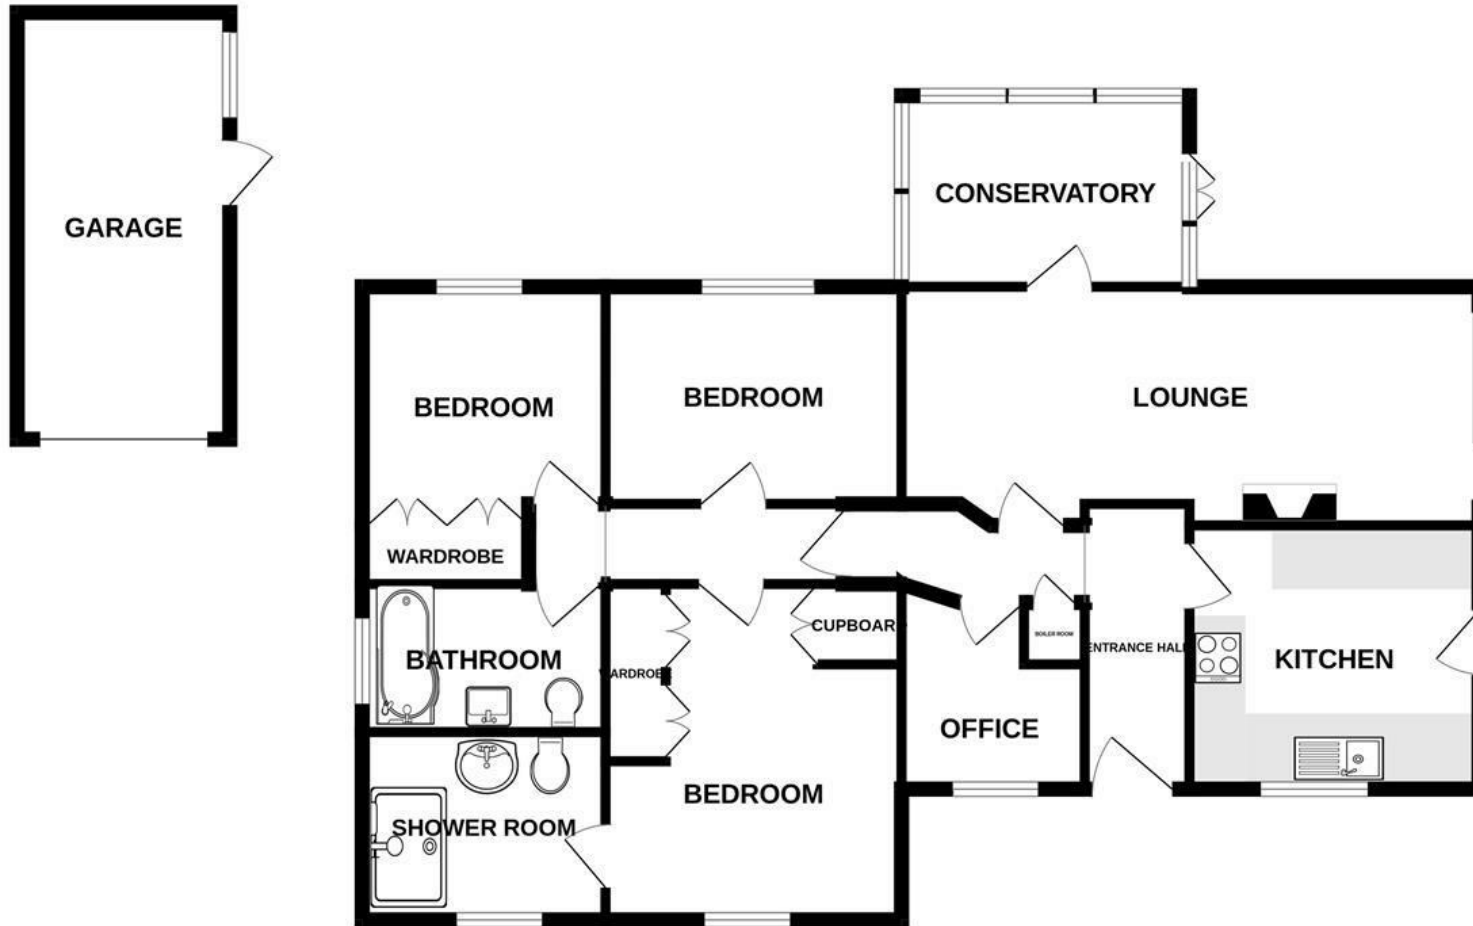 GARAGE
CONSERVATORY
BEDROOM
BEDROOM
LOUNGE
WARDROBE
CUPBOARD
BOILER ROOM
ENTRANCE HALL
BATHROOM
WARDROBE
KITCHEN
OFFICE
BEDROOM
SHOWER ROOM